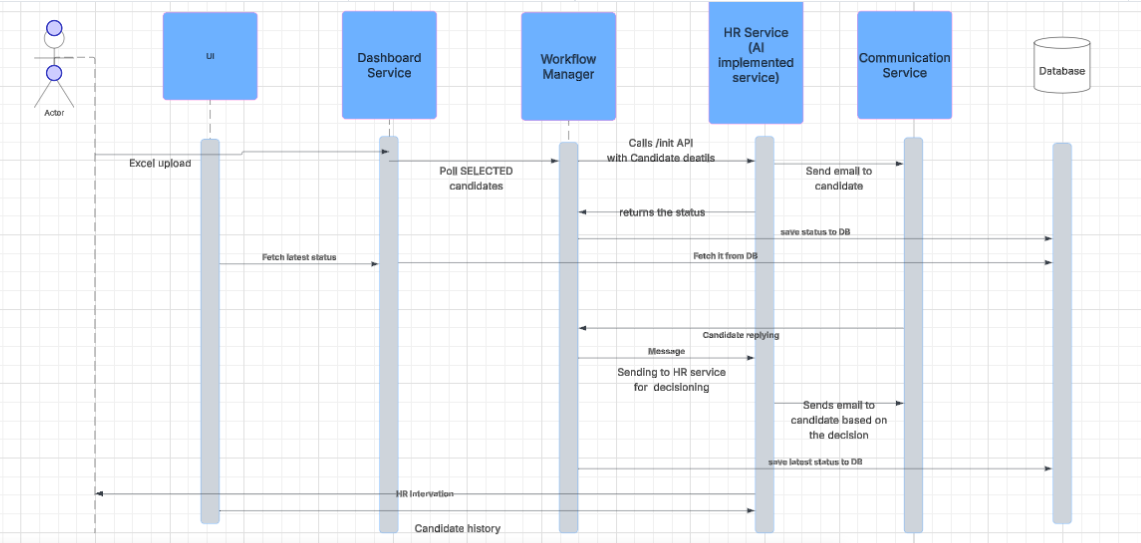 UI
Dashboard
Service
Workflow
Manager
HR Service
(AI
implemented
service)
Communication
Service
Database
Actor
Calls /init API
with Candidate deatils
Excel upload
Poll SELECTED
candidates
Send email to
candidate
returns the status
save status to DB
Fetch latest status
Fetch it from DB
Candidate replying
Message
Sending to HR service
for decisioning
Sends email to
candidate based on
the decision
save latest status to DB
HR Intervation
Candidate history